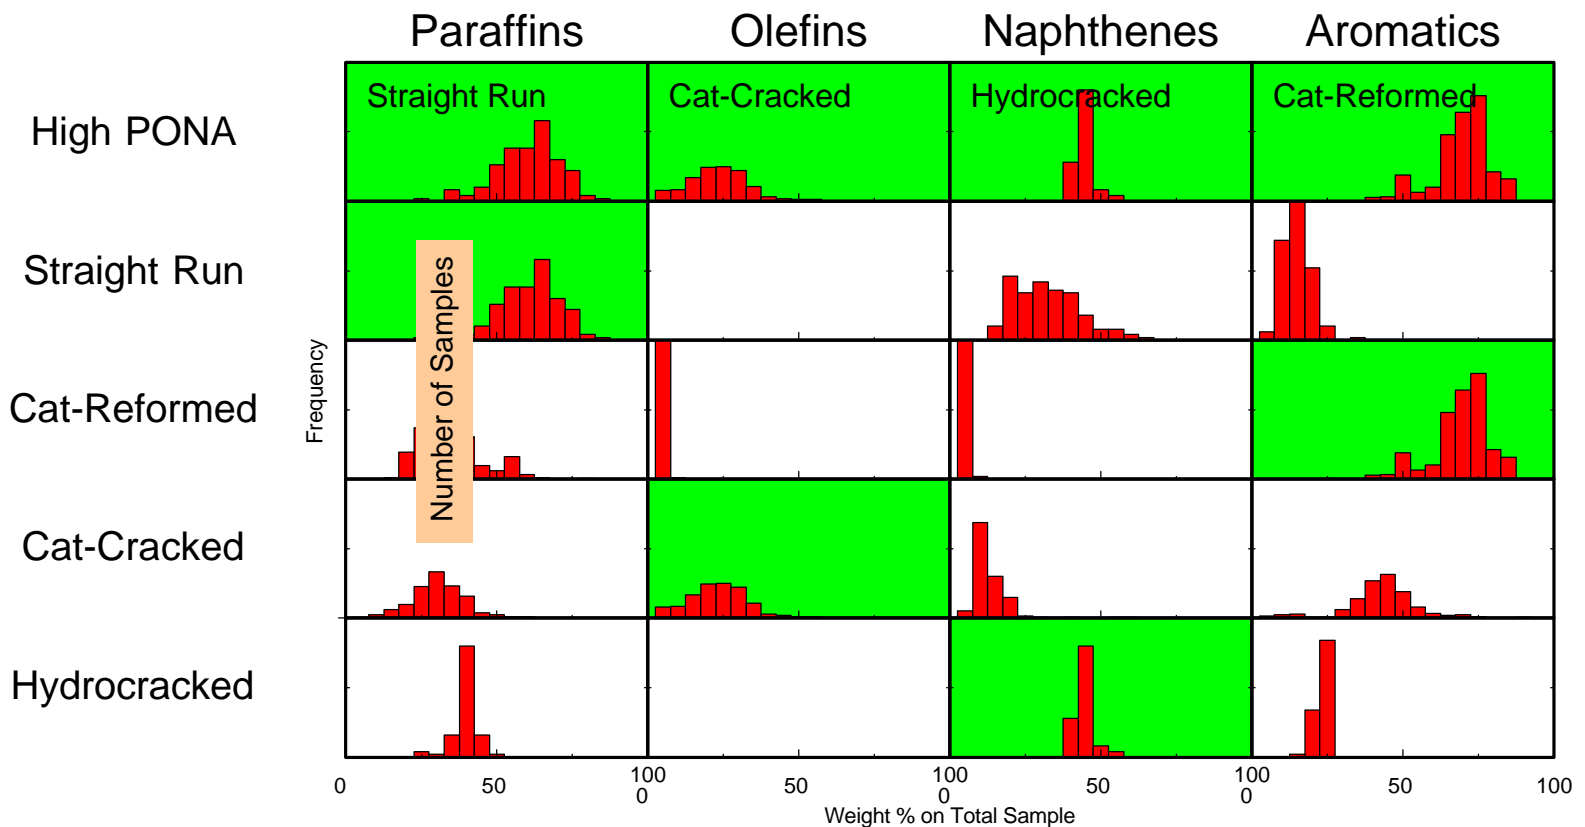 Paraffins Olefins Naphthenes Aromatics
High PONA
Straight Run Cat-Cracked Hydrocracked Cat-Reformed
Straight Run
Number of Samples
Frequency
Cat-Reformed
Cat-Cracked
Hydrocracked
0 50 100 0 50 100 0 50 100 0 50 100
Weight % on Total Sample